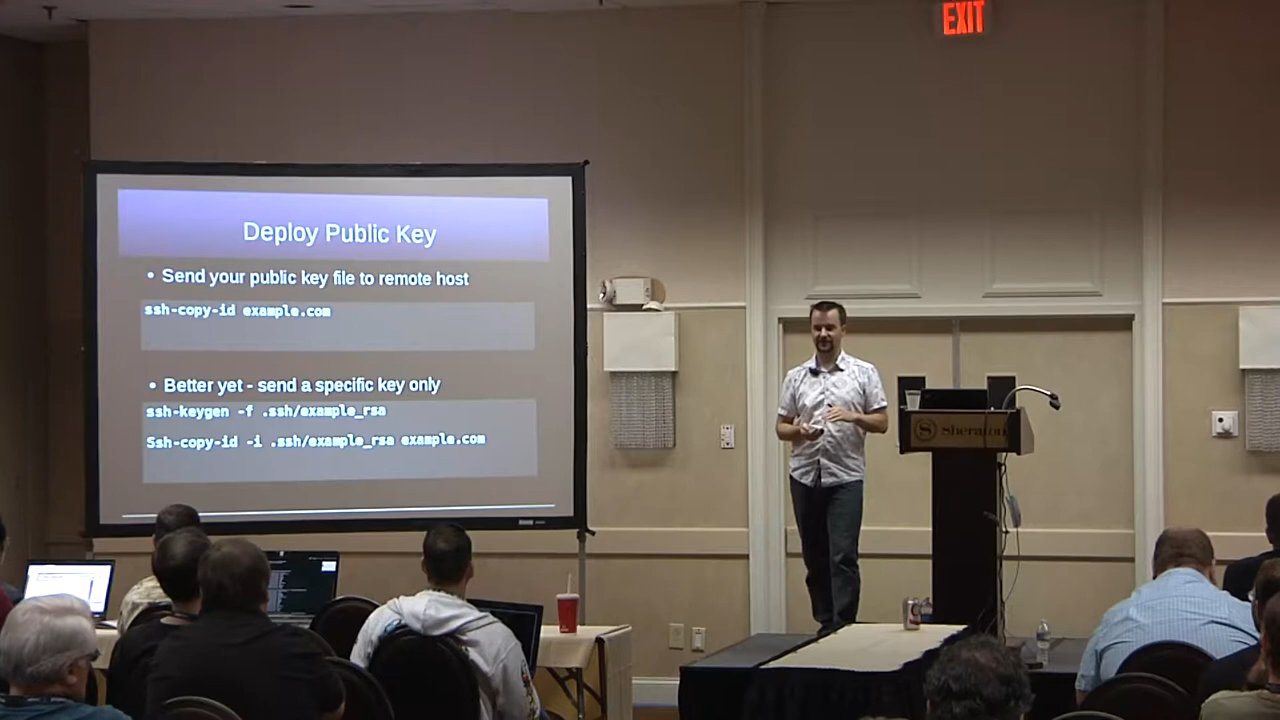 EXIT
Deploy Public Key
• Send your public key file to remote host
ssh-copy-id example.com
• Better yet - send a specific key only
ssh-keygen -f .ssh/example_rsa
Ssh-copy-id -i .ssh/example_rsa example.com
S Sheraton